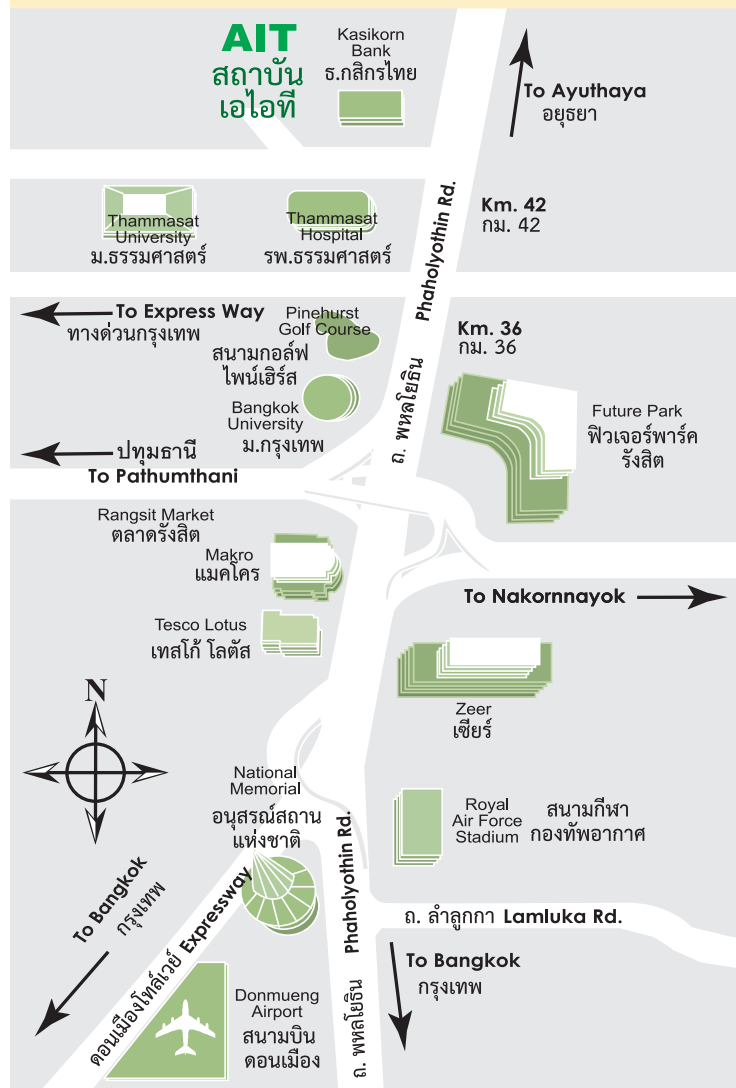 AIT
สถาบัน
เอไอที
Kasikorn
Bank
ธ.กสิกรไทย
To Ayuthaya
อยุธยา
Thammasat
University
ม.ธรรมศาสตร์
Thammasat
Hospital
รพ.ธรรมศาสตร์
Km. 42
กม. 42
ถ. พหลโยธิน Phaholyothin Rd.
To Express Way
ทางด่วนกรุงเทพ
Pinehurst
Golf Course
สนามกอล์ฟ
ไพน์เฮิร์ส
Km. 36
กม. 36
Bangkok
University
ม.กรุงเทพ
Future Park
ฟิวเจอร์พาร์ค
รังสิต
ปทุมธานี
To Pathumthani
Rangsit Market
ตลาดรังสิต
Makro
แมคโคร
To Nakornnayok
Tesco Lotus
เทสโก้ โลตัส
Zeer
เซียร์
N
National
Memorial
อนุสรณ์สถาน
แห่งชาติ
Royal
Air Force
Stadium
สนามกีฬา
กองทัพอากาศ
ถ. พหลโยธิน Phaholyothin Rd.
To Bangkok
กรุงเทพ
ดอนเมืองโทล์เวย์ Expressway
ถ. ลำลูกกา Lamluka Rd.
To Bangkok
กรุงเทพ
Donmueng
Airport
สนามบิน
ดอนเมือง